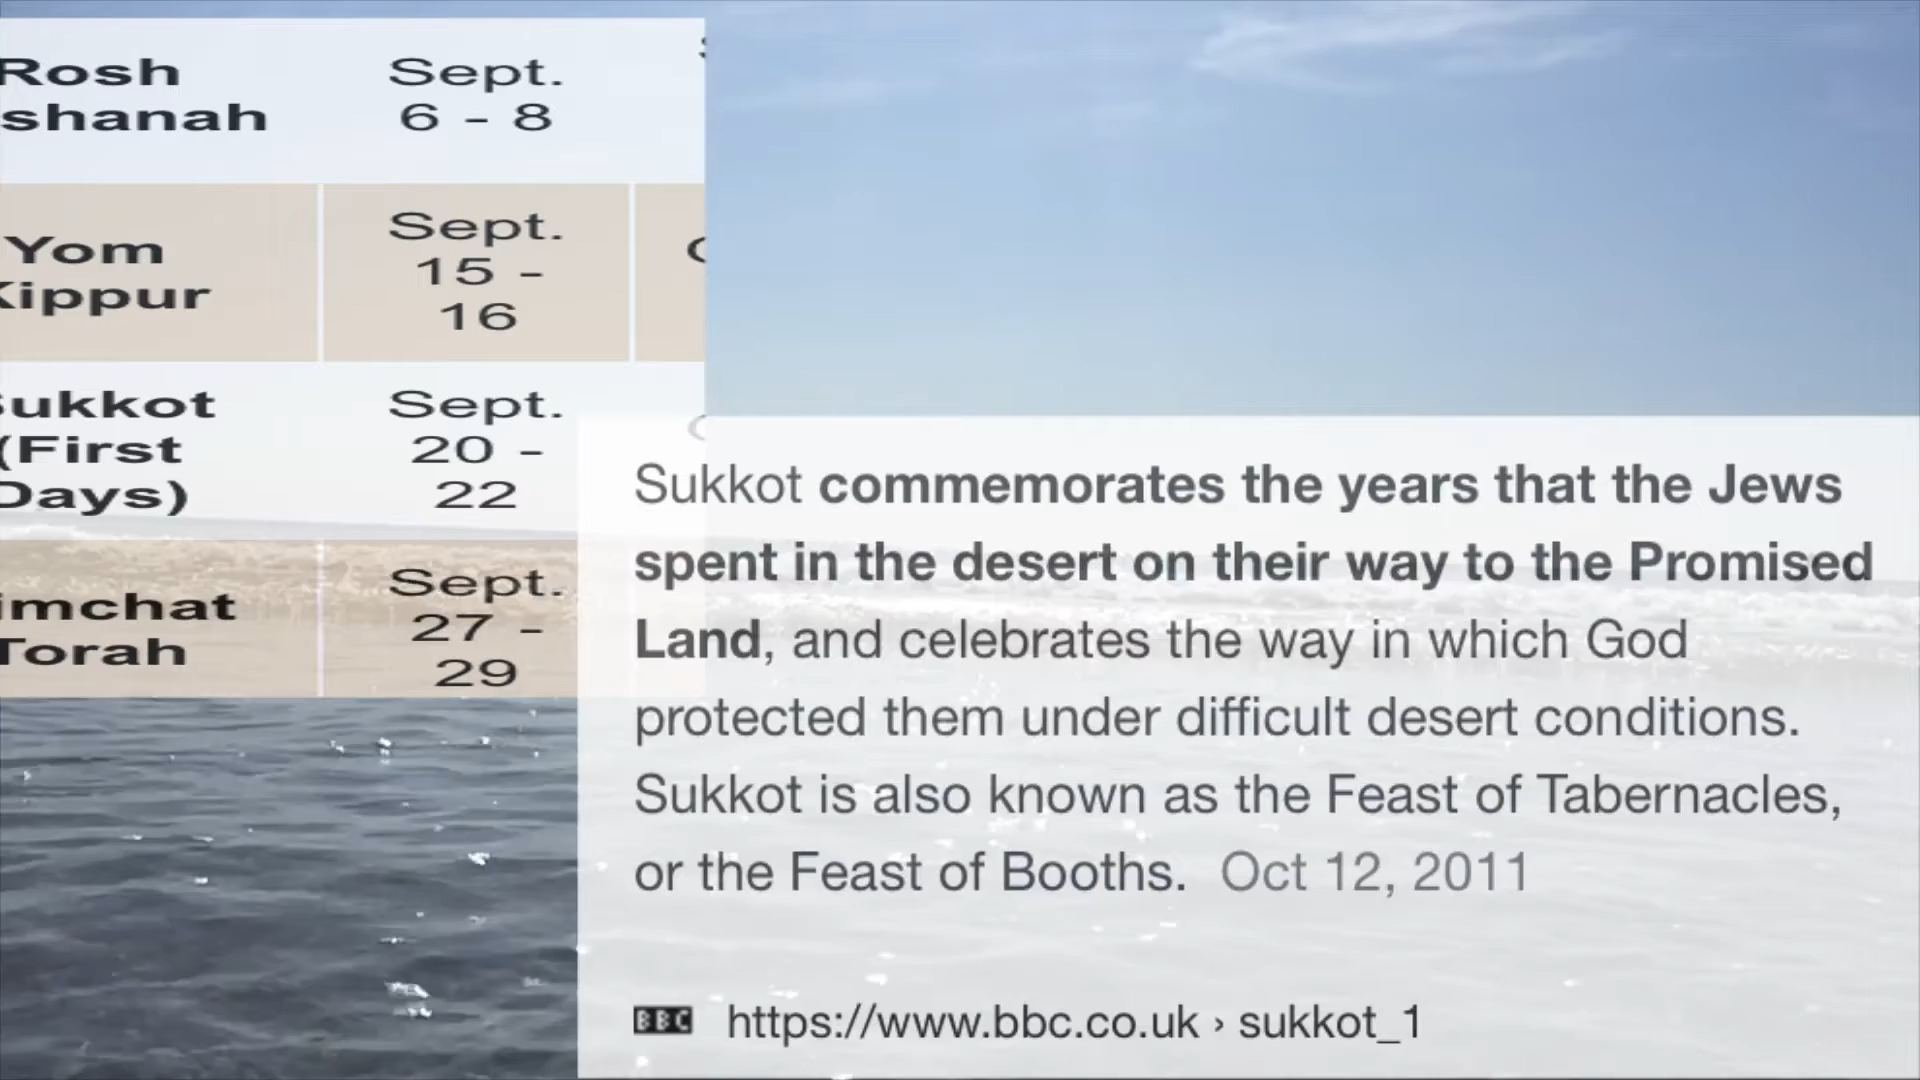 Rosh
shanah
Sept.
6 - 8
Yom
Kippur
Sept.
15 -
16
ukkot
(First
Days)
Sept.
20 -
22
imchat
Torah
Sept.
27 -
29
Sukkot commemorates the years that the Jews
spent in the desert on their way to the Promised
Land, and celebrates the way in which God
protected them under difficult desert conditions.
Sukkot is also known as the Feast of Tabernacles,
or the Feast of Booths. Oct 12, 2011
BBC https://www.bbc.co.uk › sukkot_1